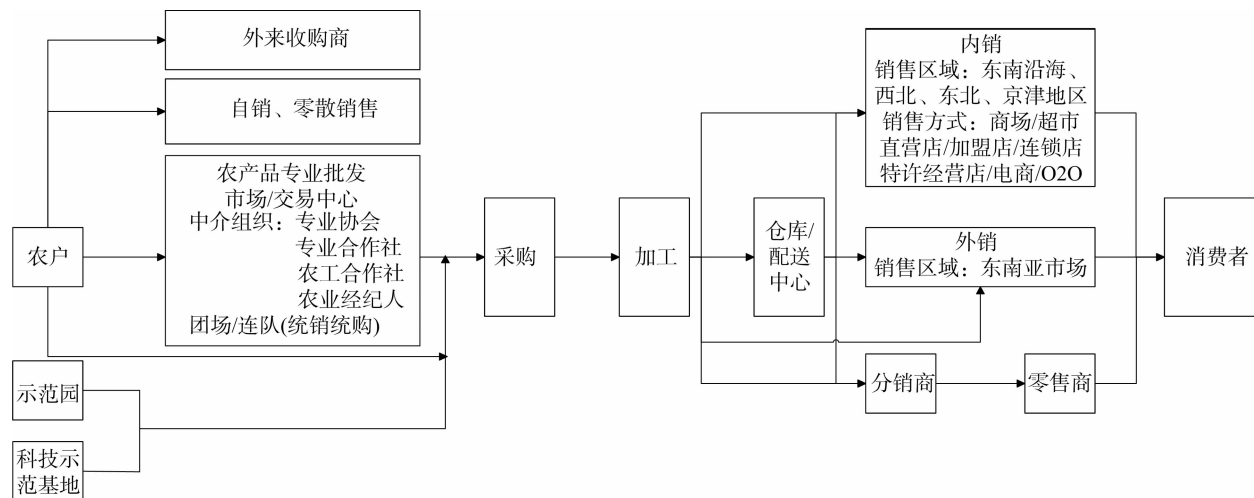 外来收购商
自销、零散销售
农产品专业批发
市场/交易中心
中介组织：专业协会
专业合作社
农工合作社
农业经纪人
团场/连队(统销统购)
农户
示范园
科技示
范基地
采购
加工
仓库/
配送
中心
内销
销售区域：东南沿海、
西北、东北、京津地区
销售方式：商场/超市
直营店/加盟店/连锁店
特许经营店/电商/O2O
外销
销售区域：东南亚市场
分销商
零售商
消费者